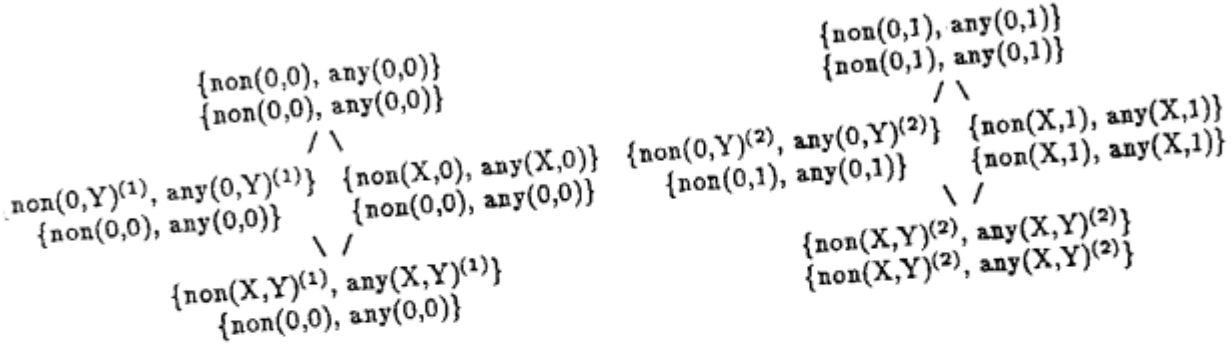 {non(0,0), any(0,0)}
{non(0,0), any(0,0)}
/ \
non(0,Y)⁽¹⁾, any(0,Y)⁽¹⁾} {non(X,0), any(X,0)}
{non(0,0), any(0,0)} {non(0,0), any(0,0)}
\ /
{non(X,Y)⁽¹⁾, any(X,Y)⁽¹⁾}
{non(0,0), any(0,0)}
{non(0,1), any(0,1)}
{non(0,1), any(0,1)}
/ \
{non(0,Y)⁽²⁾, any(0,Y)⁽²⁾} {non(X,1), any(X,1)}
{non(0,1), any(0,1)} {non(X,1), any(X,1)}
\ /
{non(X,Y)⁽²⁾, any(X,Y)⁽²⁾}
{non(X,Y)⁽²⁾, any(X,Y)⁽²⁾}